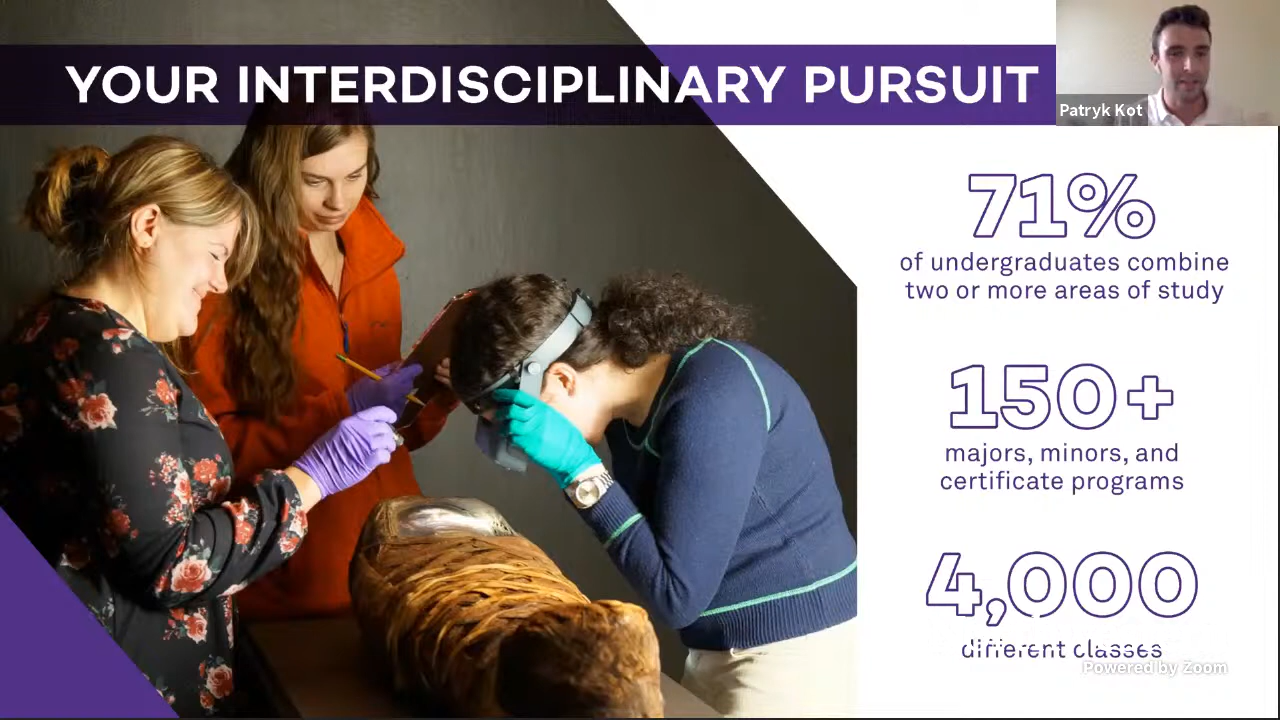 YOUR INTERDISCIPLINARY PURSUIT
Patryk Kot
71%
of undergraduates combine
two or more areas of study
150+
majors, minors, and
certificate programs
4,000
different classes
Powered by Zoom